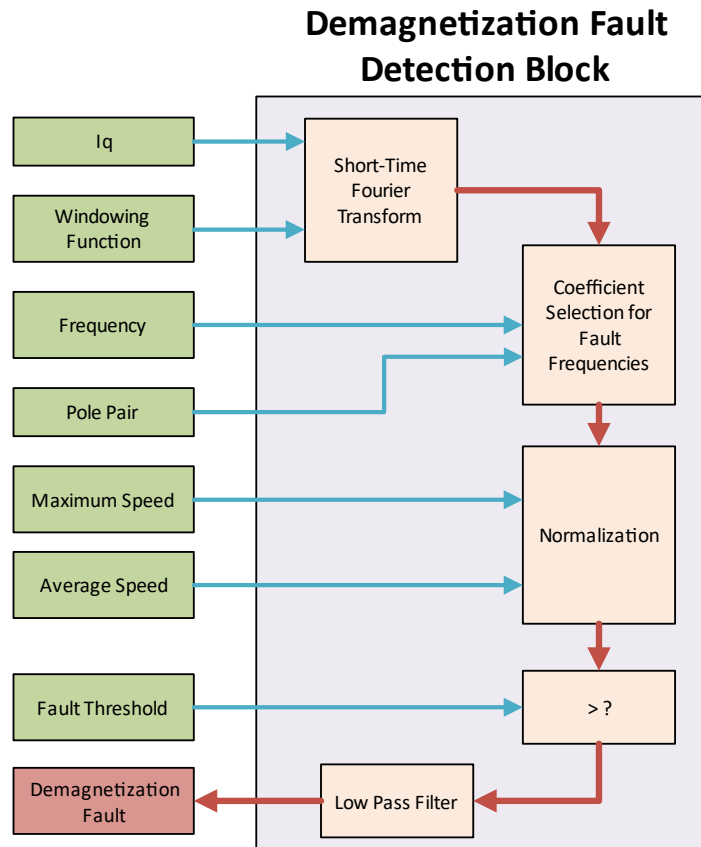 Demagnetization Fault
Detection Block
Iq
Short-Time
Fourier
Transform
Windowing
Function
Coefficient
Selection for
Fault
Frequencies
Frequency
Pole Pair
Maximum Speed
Normalization
Average Speed
Fault Threshold
> ?
Demagnetization
Fault
Low Pass Filter